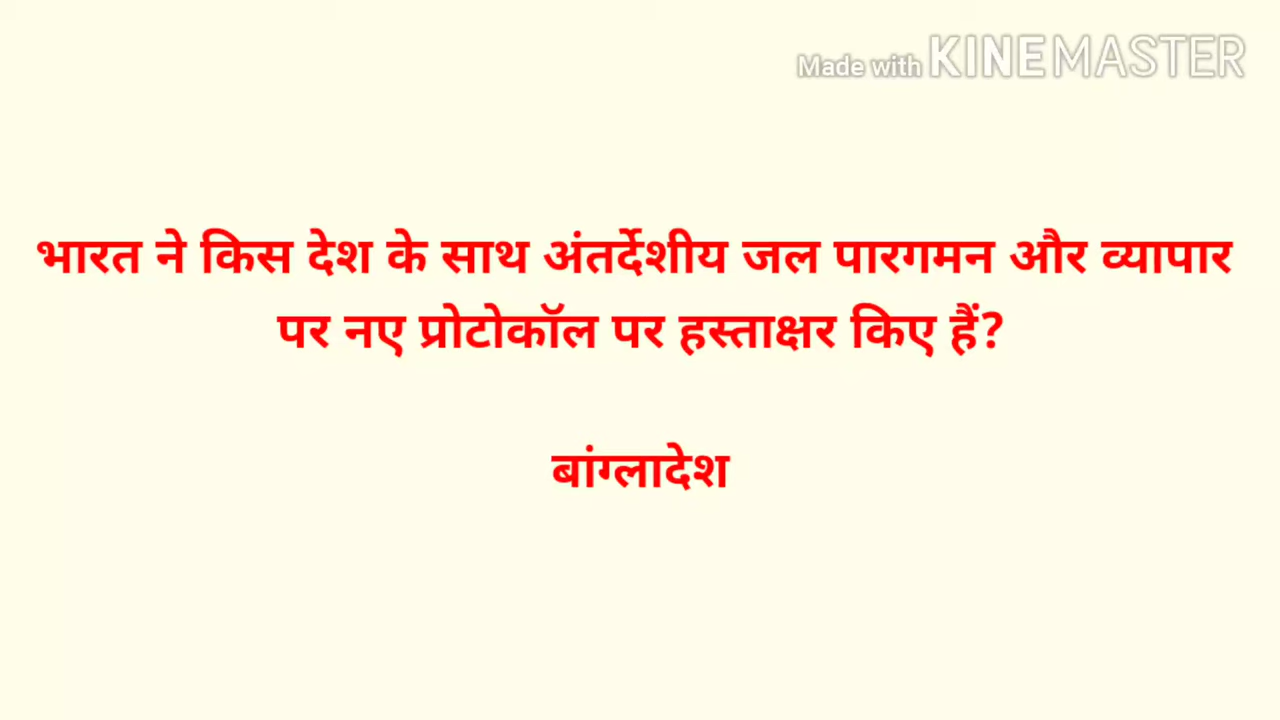 Made with KINEMASTER
भारत ने किस देश के साथ अंतर्देशीय जल पारगमन और व्यापार
पर नए प्रोटोकॉल पर हस्ताक्षर किए हैं?
बांग्लादेश